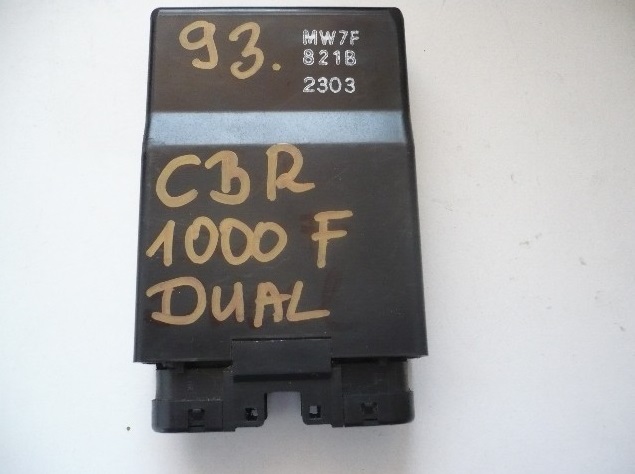 93.
MW7F
821B
2303
CBR
1000 F
DUAL